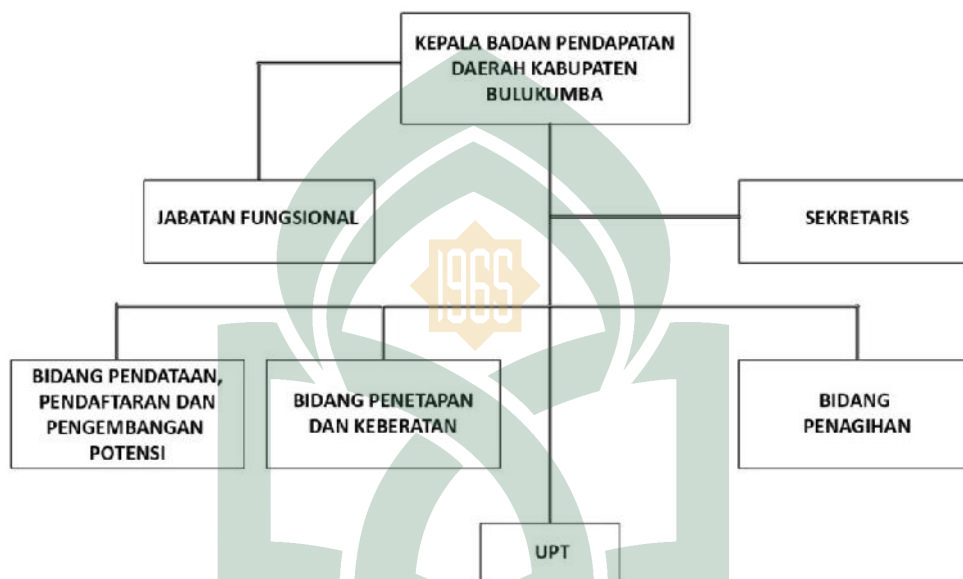 KEPALA BADAN PENDAPATAN
DAERAH KABUPATEN
BULUKUMBA
JABATAN FUNGSIONAL
SEKRETARIS
1965
BIDANG PENDATAAN,
PENDAFTARAN DAN
PENGEMBANGAN
POTENSI
BIDANG PENETAPAN
DAN KEBERATAN
BIDANG
PENAGIHAN
UPT